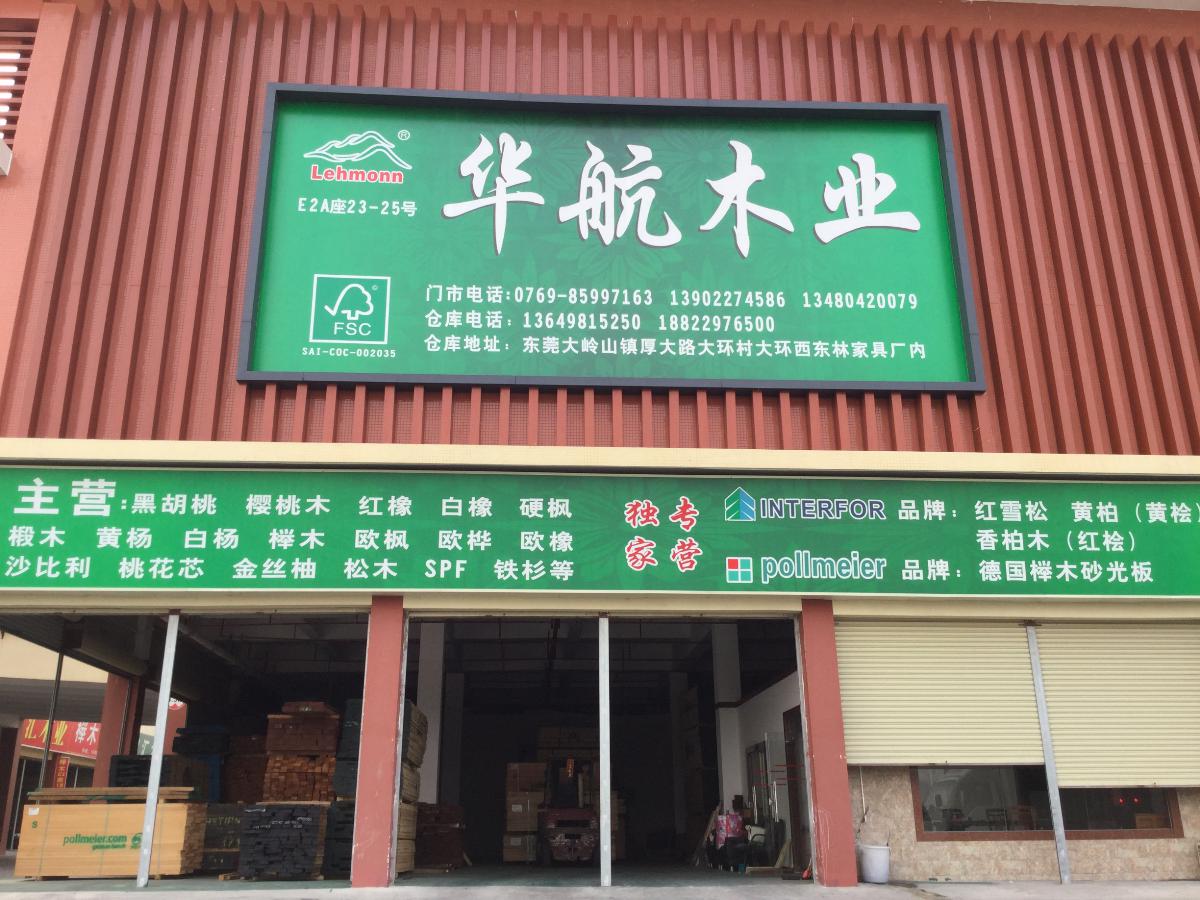 Lehmonn ®
E2A座23-25号
华航木业
FSC ©
SAI-COC-002035
门市电话:0769-85997163 13902274586 13480420079
仓库电话：13649815250 18822976500
仓库地址：东莞大岭山镇厚大路大环村大环西东林家具厂内
主营:黑胡桃 樱桃木 红橡 白橡 硬枫
椴木 黄杨 白杨 榉木 欧枫 欧桦 欧橡
沙比利 桃花芯 金丝柚 松木 SPF 铁杉等
独家
专营
INTERFOR 品牌：红雪松 黄柏（黄桧）
香柏木（红桧）
pollmeier 品牌：德国榉木砂光板
木业 榉木
S
pollmeier.com